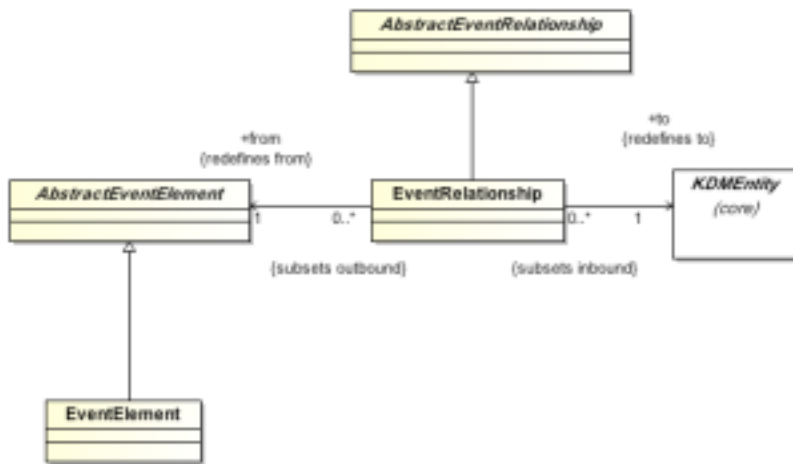 AbstractEventRelationship
+from
{redefines from}
+to
{redefines to}
AbstractEventElement
EventRelationship
KDMEntity
(core)
1
0..*
0..*
1
{subsets outbound}
{subsets inbound}
EventElement